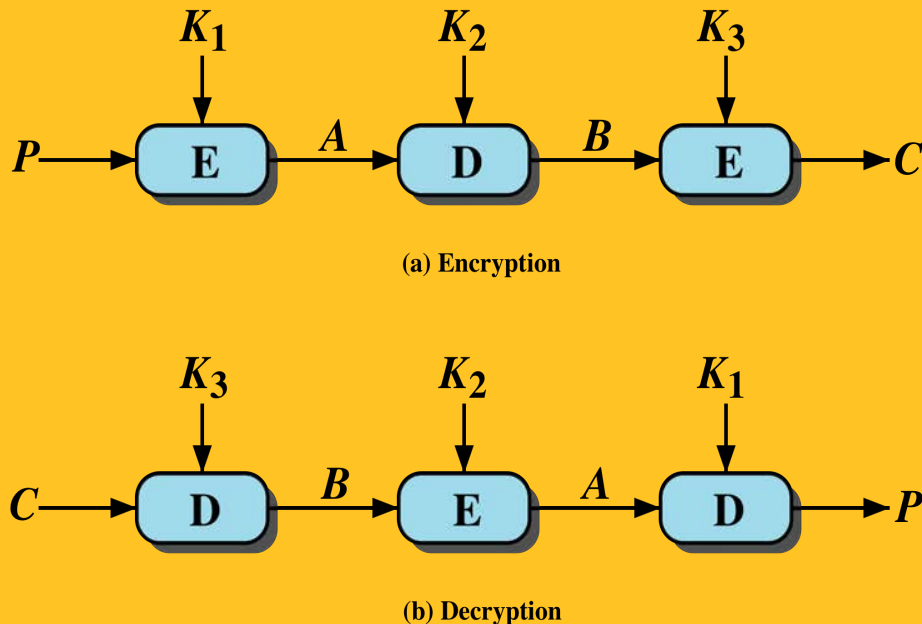 K1 K2 K3
P E A D B E C
(a) Encryption
K3 K2 K1
C D B E A D P
(b) Decryption